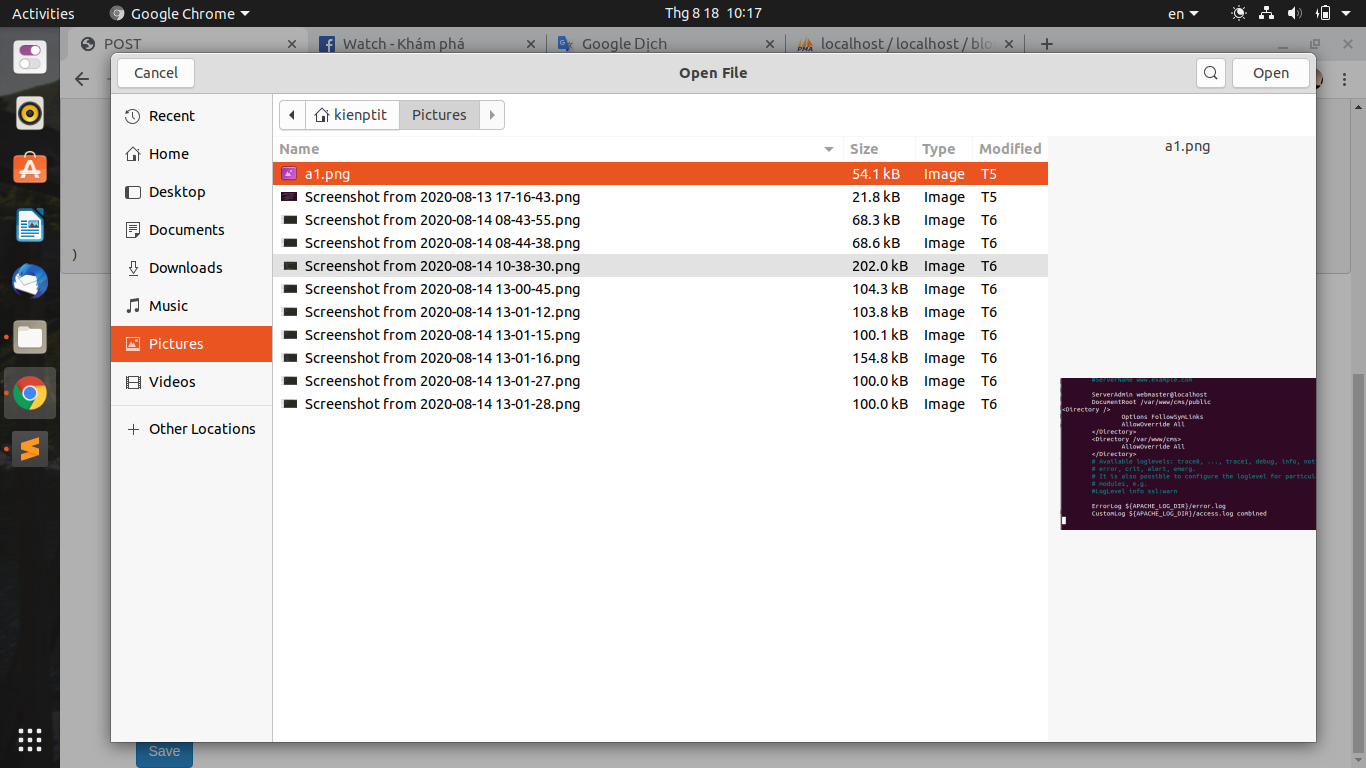 Activities Google Chrome Thg 8 18 10:17 en
POST Watch - Khám phá Google Dịch localhost / localhost / blo
Cancel Open File Open
Recent
Home
Desktop
Documents
Downloads
Music
Pictures
Videos
Other Locations
kienptit Pictures
Name Size Type Modified
a1.png 54.1 kB Image T5
Screenshot from 2020-08-13 17-16-43.png 21.8 kB Image T5
Screenshot from 2020-08-14 08-43-55.png 68.3 kB Image T6
Screenshot from 2020-08-14 08-44-38.png 68.6 kB Image T6
Screenshot from 2020-08-14 10-38-30.png 202.0 kB Image T6
Screenshot from 2020-08-14 13-00-45.png 104.3 kB Image T6
Screenshot from 2020-08-14 13-01-12.png 103.8 kB Image T6
Screenshot from 2020-08-14 13-01-15.png 100.1 kB Image T6
Screenshot from 2020-08-14 13-01-16.png 154.8 kB Image T6
Screenshot from 2020-08-14 13-01-27.png 100.0 kB Image T6
Screenshot from 2020-08-14 13-01-28.png 100.0 kB Image T6
a1.png
#ServerName www.example.com
ServerAdmin webmaster@localhost
DocumentRoot /var/www/cms/public
<Directory />
Options FollowSymLinks
AllowOverride All
</Directory>
<Directory /var/www/cms>
AllowOverride All
</Directory>
# Available loglevels: trace8, ..., trace1, debug, info, not
# error, crit, alert, emerg.
# It is also possible to configure the loglevel for particul
# modules, e.g.
#LogLevel info ssl:warn
ErrorLog ${APACHE_LOG_DIR}/error.log
CustomLog ${APACHE_LOG_DIR}/access.log combined
)
Save